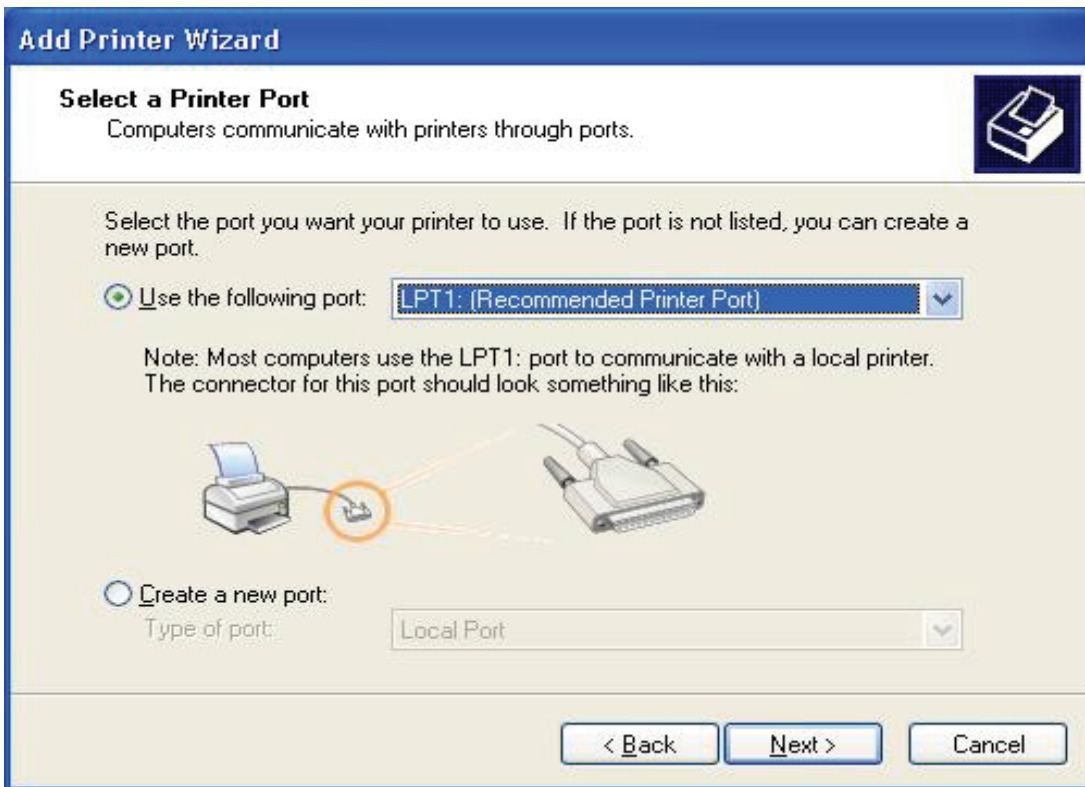 Add Printer Wizard
Select a Printer Port
Computers communicate with printers through ports.
Select the port you want your printer to use.  If the port is not listed, you can create a
new port.
Use the following port: LPT1: (Recommended Printer Port)
Note: Most computers use the LPT1: port to communicate with a local printer.
The connector for this port should look something like this:
Create a new port:
Type of port: Local Port
< Back Next > Cancel